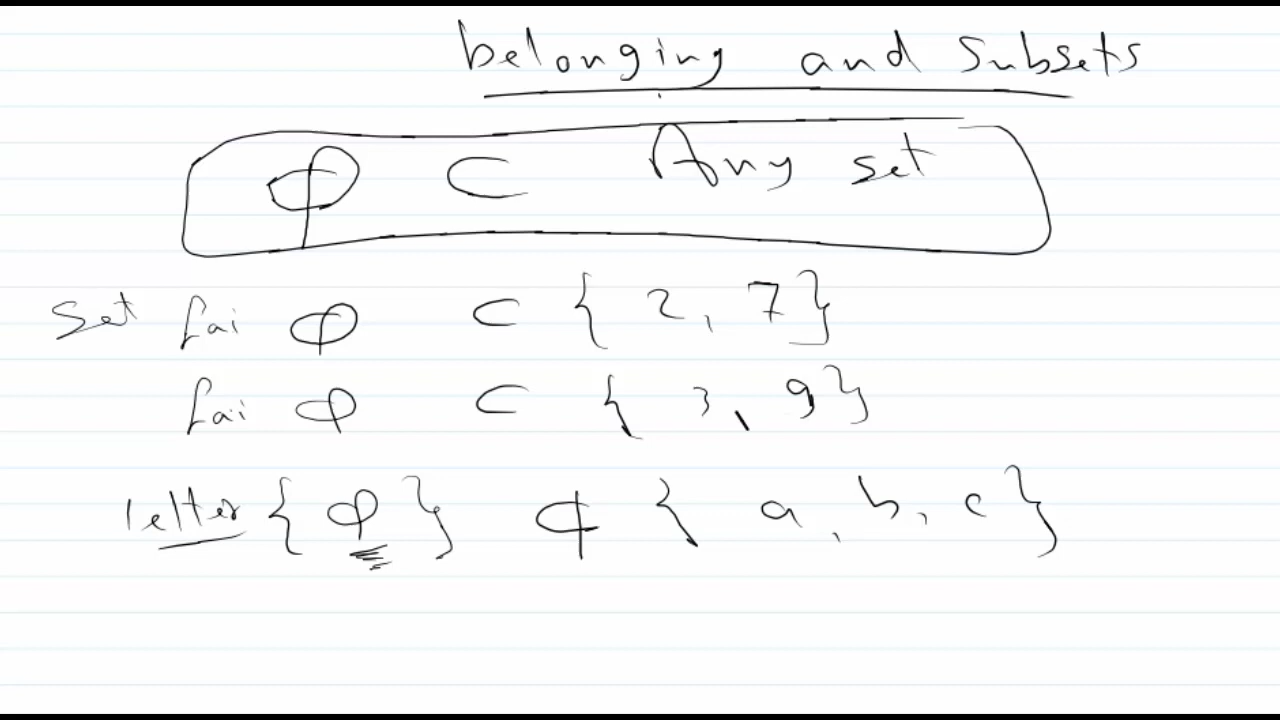 belonging and subsets
φ ⊂ Any set
set fai φ ⊂ { 2, 7}
fai φ ⊂ { 3, 9}
letter { φ } ⊄ { a, b, c}